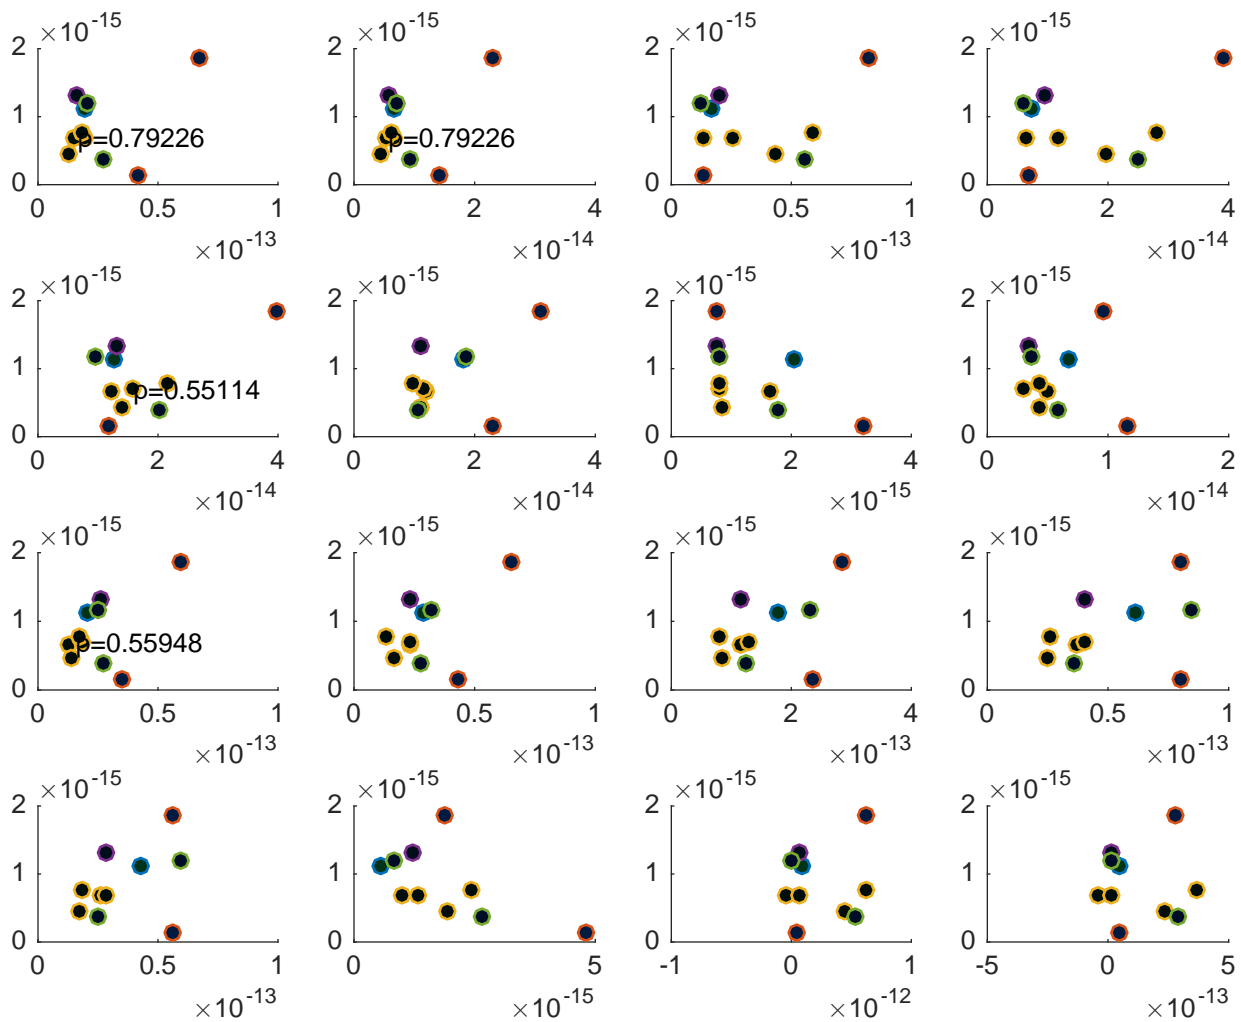 ×10-15 ×10-15 ×10-15 ×10-15
2 2 2 2
1 1 1 1
p=0.79226 p=0.79226
0 0 0 0
0 0.5 1 0 2 4 0 0.5 1 0 2 4
×10-13 ×10-14 ×10-13 ×10-14
×10-15 ×10-15 ×10-15 ×10-15
2 2 2 2
1 1 1 1
p=0.55114
0 0 0 0
0 2 4 0 2 4 0 2 4 0 1 2
×10-14 ×10-14 ×10-15 ×10-14
×10-15 ×10-15 ×10-15 ×10-15
2 2 2 2
1 1 1 1
p=0.55948
0 0 0 0
0 0.5 1 0 0.5 1 0 2 4 0 0.5 1
×10-13 ×10-13 ×10-13 ×10-13
×10-15 ×10-15 ×10-15 ×10-15
2 2 2 2
1 1 1 1
0 0 0 0
0 0.5 1 0 5 -1 0 1 -5 0 5
×10-13 ×10-15 ×10-12 ×10-13